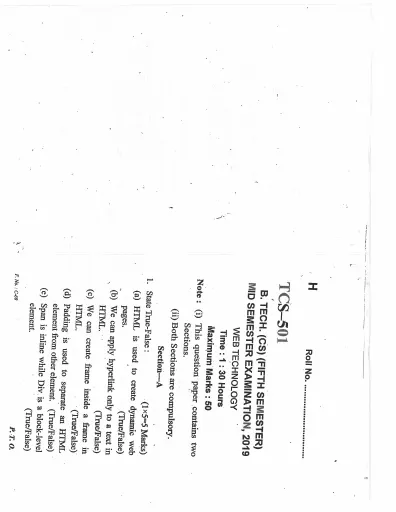 H
Roll No. ..............................
TCS-501
B. TECH. (CS) (FIFTH SEMESTER)
MID SEMESTER EXAMINATION, 2019
WEB TECHNOLOGY
Time : 1 : 30 Hours
Maximum Marks : 50
Note : (i) This question paper contains two
Sections.
(ii) Both Sections are compulsory.
Section—A
1. State True-False : (1×5=5 Marks)
(a) HTML is used to create dynamic web
pages. (True/False)
(b) We can apply hyperlink only to a text in
HTML. (True/False)
(c) We can create frame inside a frame in
HTML. (True/False)
(d) Padding is used to separate an HTML
element from other element. (True/False)
(e) Span is inline while Div is a block-level
element. (True/False)
P. T. O.